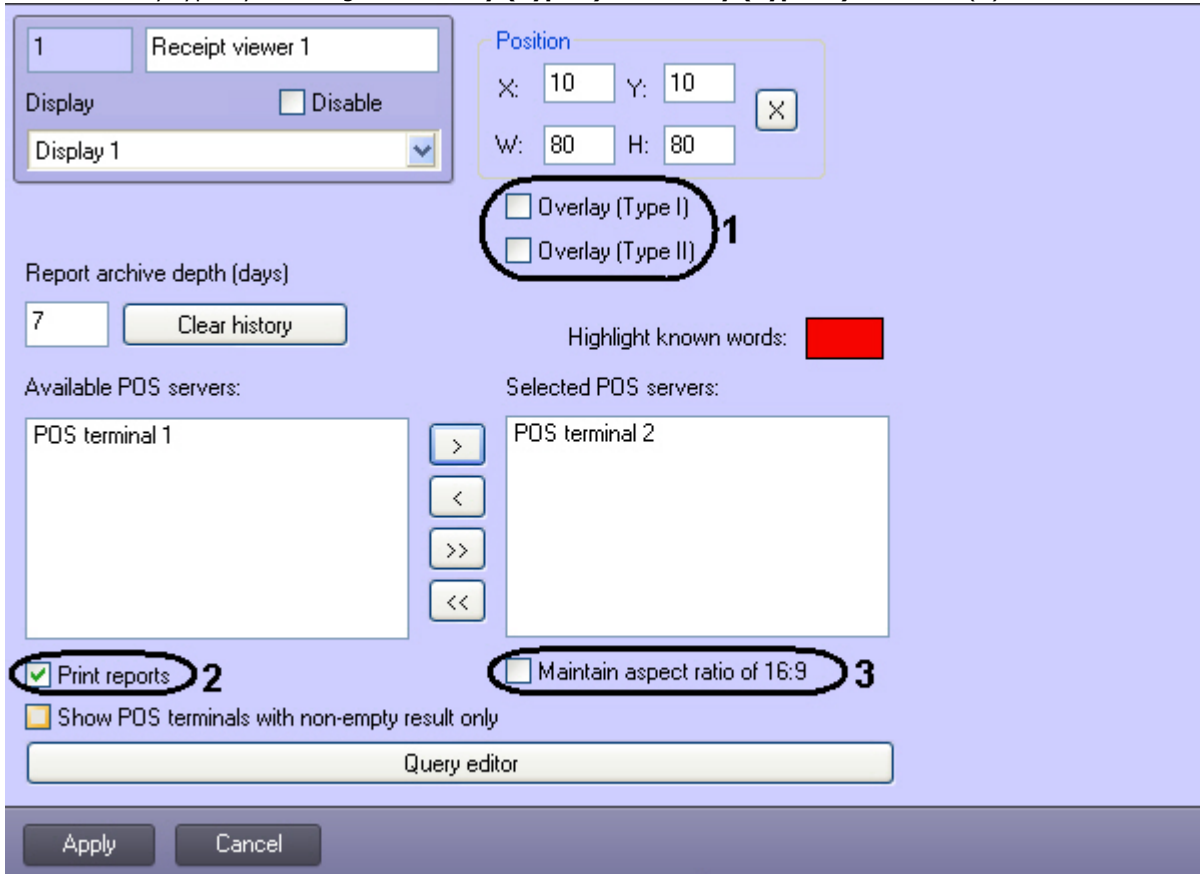 1 Receipt viewer 1
Display Disable
Display 1
Position
X: 10 Y: 10 X
W: 80 H: 80
Overlay (Type I)
Overlay (Type II)
1
Report archive depth (days)
7 Clear history
Highlight known words:
Available POS servers: Selected POS servers:
POS terminal 1 POS terminal 2
>
<
>>
<<
Print reports 2 Maintain aspect ratio of 16:9 3
Show POS terminals with non-empty result only
Query editor
Apply Cancel